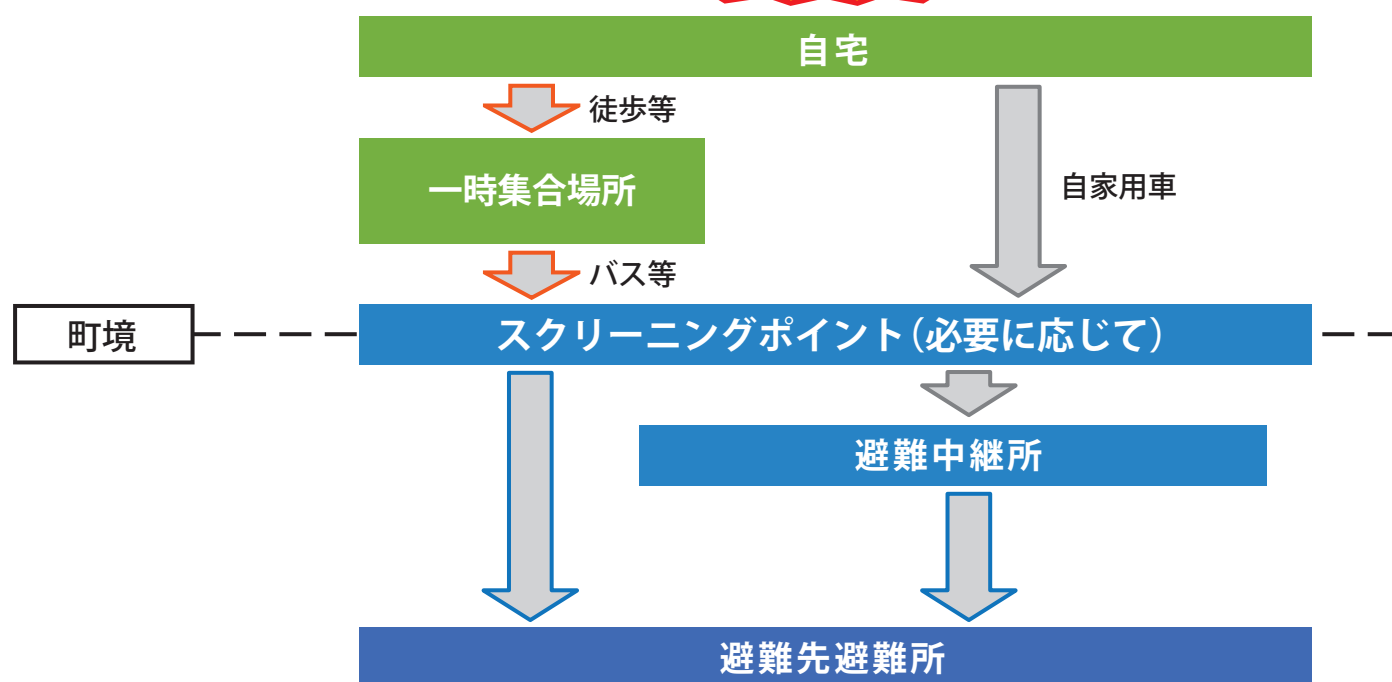 自宅
徒歩等
一時集合場所
自家用車
バス等
町境
スクリーニングポイント(必要に応じて)
避難中継所
避難先避難所